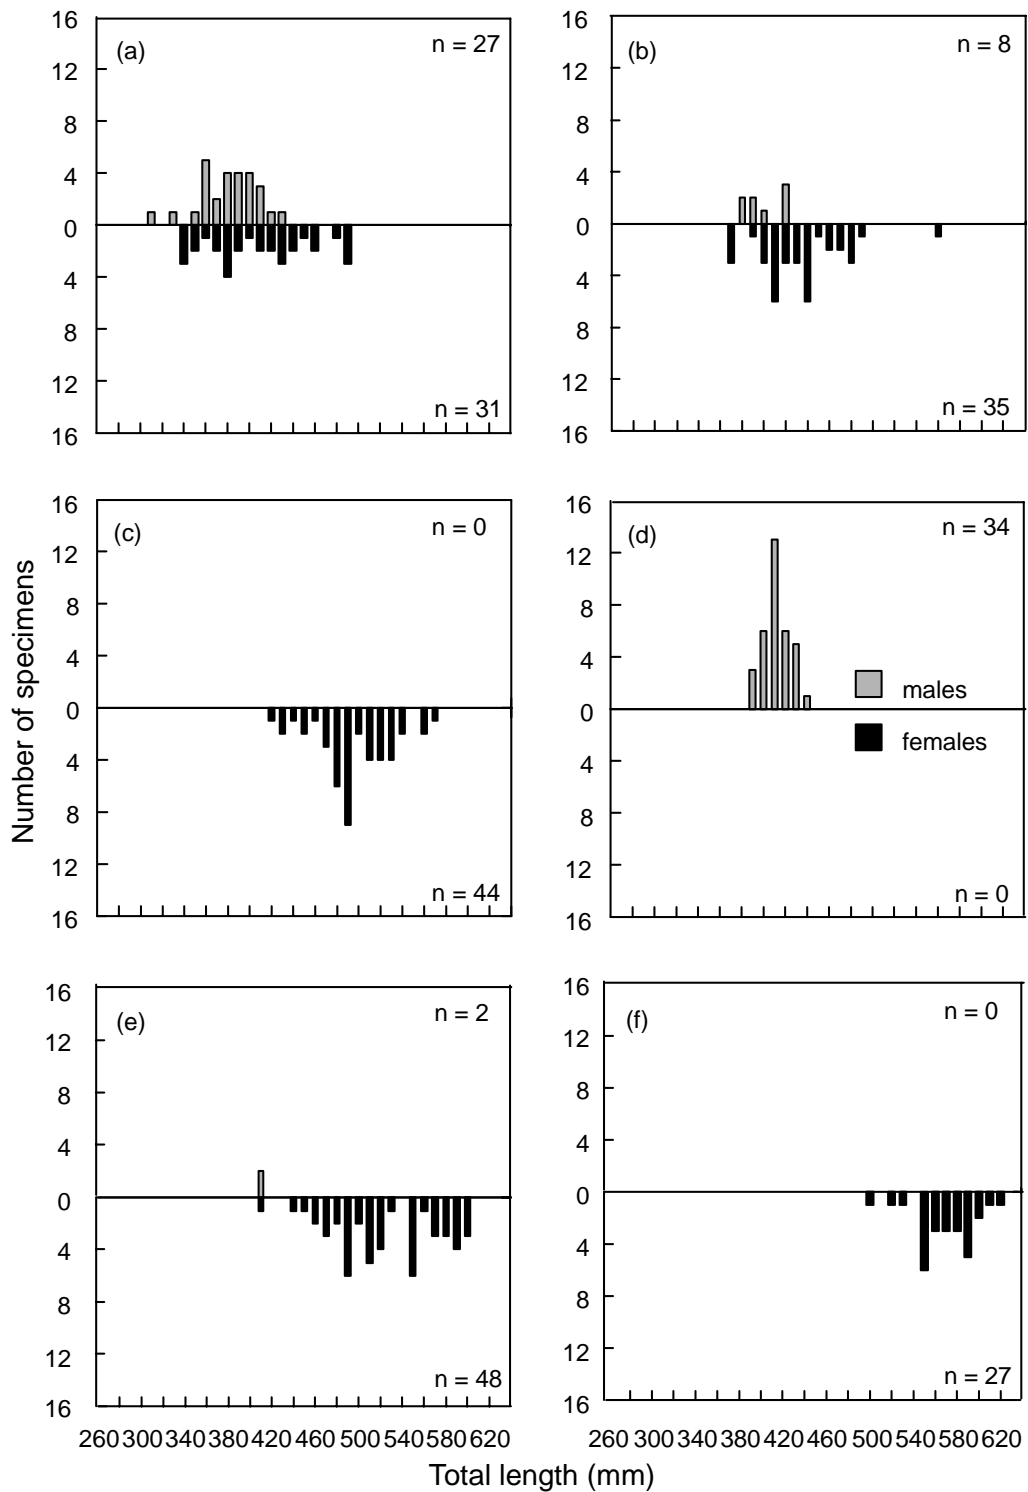 16
(a)
n = 27
12
8
4
0
4
8
12
n = 31
16
16
(b)
n = 8
12
8
4
0
4
8
12
n = 35
16
Number of specimens
16
(c)
n = 0
12
8
4
0
4
8
12
n = 44
16
16
(d)
n = 34
12
8
4
males
0
females
4
8
12
n = 0
16
16
(e)
n = 2
12
8
4
0
4
8
12
n = 48
16
16
(f)
n = 0
12
8
4
0
4
8
12
n = 27
16
260 300 340 380 420 460 500 540 580 620
260 300 340 380 420 460 500 540 580 620
Total length (mm)